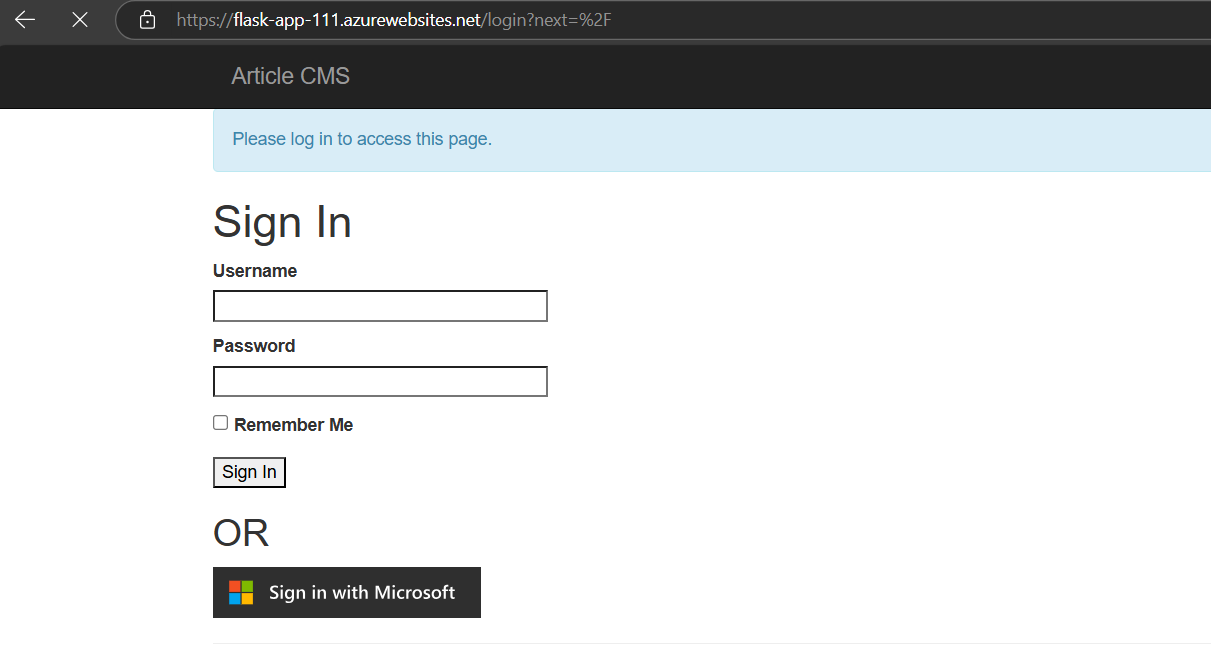 https://flask-app-111.azurewebsites.net/login?next=%2F
Article CMS
Please log in to access this page.
Sign In
Username
Password
Remember Me
Sign In
OR
Sign in with Microsoft